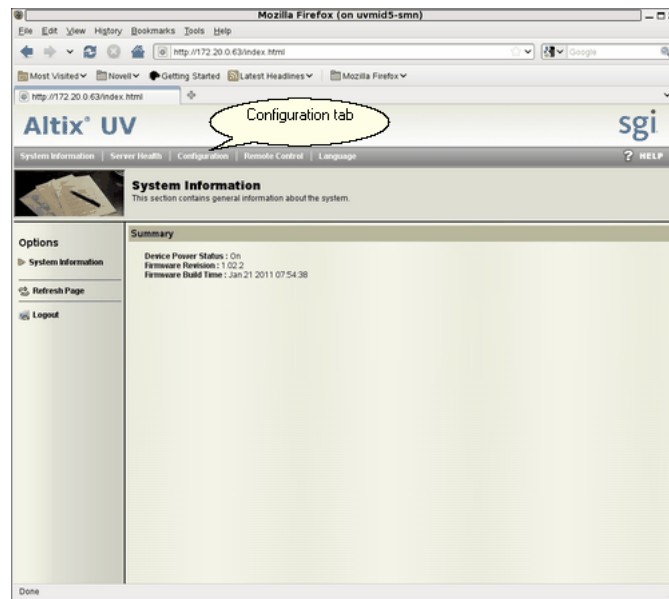 Mozilla Firefox (on uvmid5-smn)
File Edit View History Bookmarks Tools Help
http://172.20.0.63/index.html
Google
Most Visited Novell Getting Started Latest Headlines Mozilla Firefox
http://172.20.0.63/index.html
Configuration tab
Altix® UV
sgi
System Information | Server Health | Configuration | Remote Control | Language
? HELP
System Information
This section contains general information about the system.
Options
System Information
Refresh Page
Logout
Summary
Device Power Status : On
Firmware Revision : 1.02.2
Firmware Build Time : Jan 21 2011 07:54:38
Done